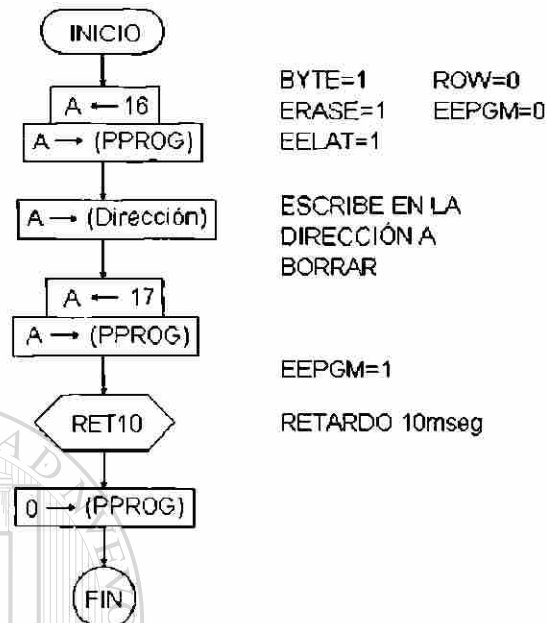 INICIO
A ← 16
A → (PPROG)
BYTE=1 ROW=0
ERASE=1 EEPGM=0
EELAT=1
A → (Dirección)
ESCRIBE EN LA
DIRECCIÓN A
BORRAR
A ← 17
A → (PPROG)
EEPGM=1
RET10
RETARDO 10mseg
0 → (PPROG)
FIN